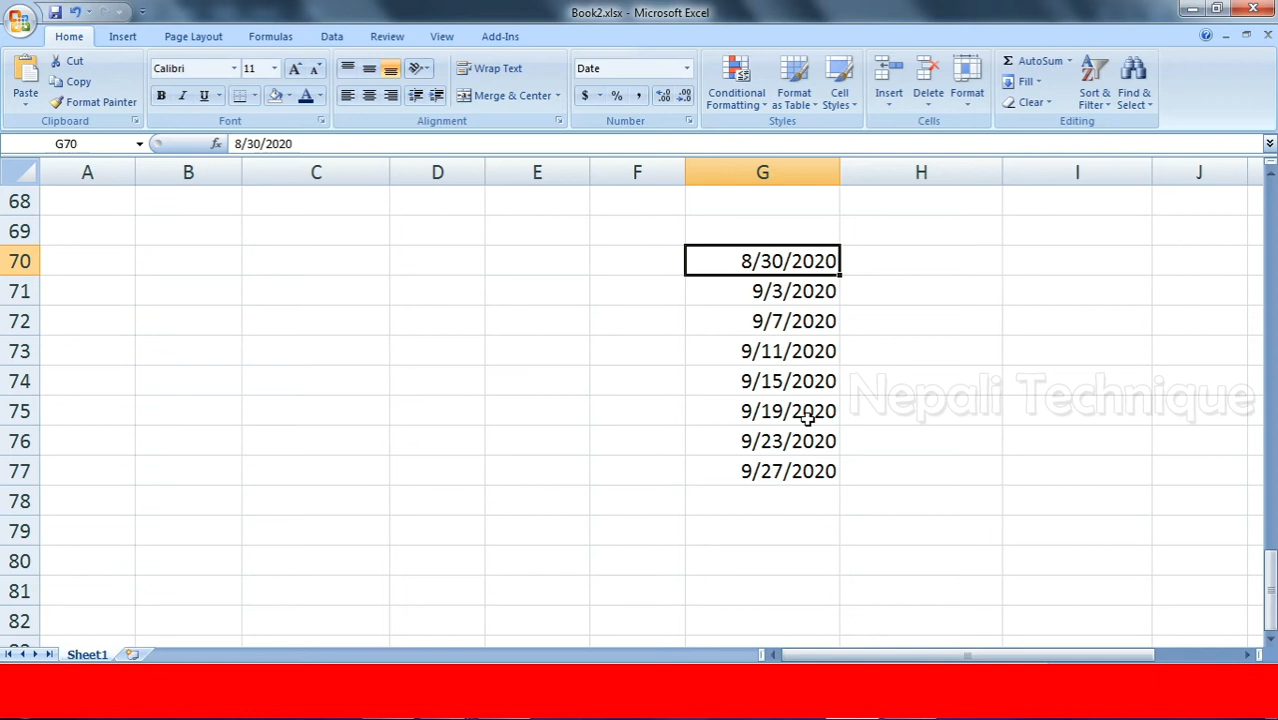 Book2.xlsx - Microsoft Excel
Home Insert Page Layout Formulas Data Review View Add-Ins
Paste
Cut
Copy
Format Painter
Clipboard
Calibri 11
B I U A
Font
Wrap Text
Merge & Center
Alignment
Date
$ % , .00 .0
Number
Conditional Formatting
Format as Table
Cell Styles
Styles
Insert Delete Format
Cells
Σ AutoSum
Fill
Clear
Sort & Filter
Find & Select
Editing
G70 fx 8/30/2020
A B C D E F G H I J
68
69
70 8/30/2020
71 9/3/2020
72 9/7/2020
73 9/11/2020
74 9/15/2020
Nepali Technique
75 9/19/2020
76 9/23/2020
77 9/27/2020
78
79
80
81
82
Sheet1